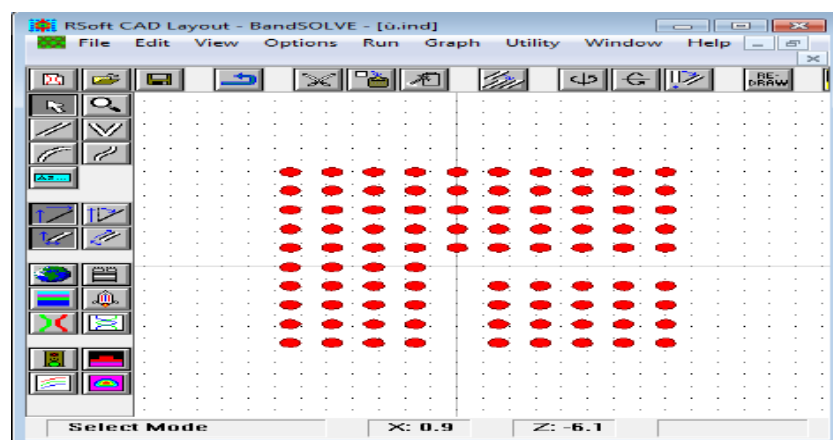 RSoft CAD Layout - BandSOLVE - [ù.ind]
File Edit View Options Run Graph Utility Window Help
RE-
DRAW
Select Mode X: 0.9 Z: -6.1